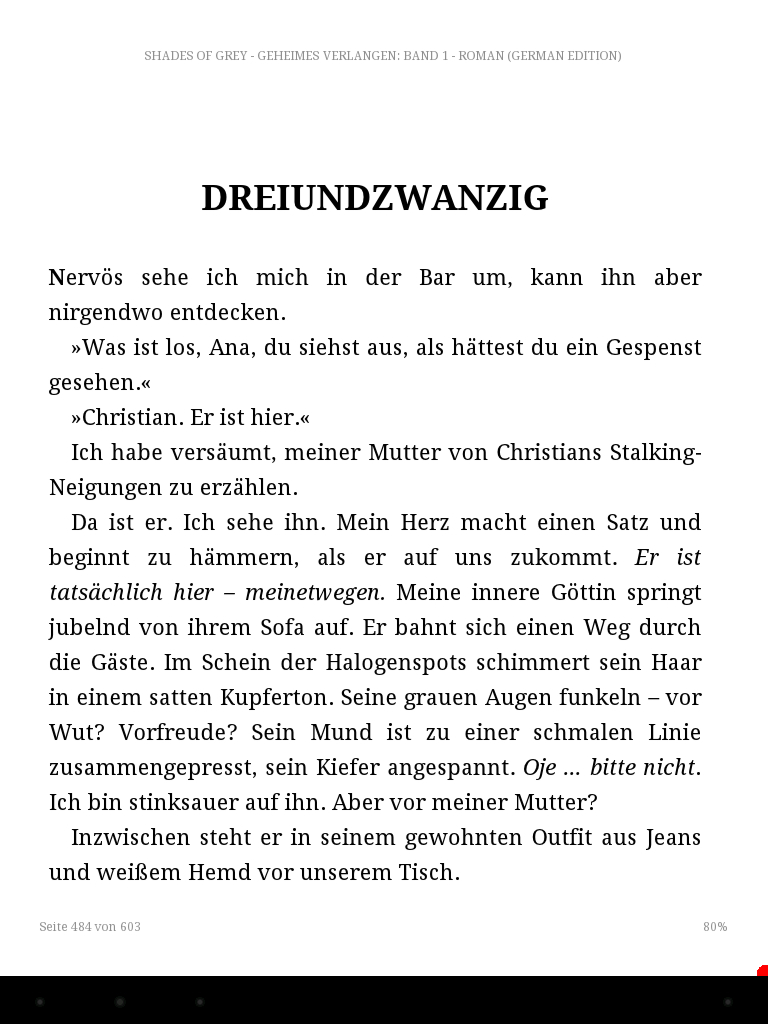 SHADES OF GREY - GEHEIMES VERLANGEN: BAND 1 - ROMAN (GERMAN EDITION)
DREIUNDZWANZIG
Nervös sehe ich mich in der Bar um, kann ihn aber
nirgendwo entdecken.
»Was ist los, Ana, du siehst aus, als hättest du ein Gespenst
gesehen.«
»Christian. Er ist hier.«
Ich habe versäumt, meiner Mutter von Christians Stalking-
Neigungen zu erzählen.
Da ist er. Ich sehe ihn. Mein Herz macht einen Satz und
beginnt zu hämmern, als er auf uns zukommt. Er ist
tatsächlich hier – meinetwegen. Meine innere Göttin springt
jubelnd von ihrem Sofa auf. Er bahnt sich einen Weg durch
die Gäste. Im Schein der Halogenspots schimmert sein Haar
in einem satten Kupferton. Seine grauen Augen funkeln – vor
Wut? Vorfreude? Sein Mund ist zu einer schmalen Linie
zusammengepresst, sein Kiefer angespannt. Oje ... bitte nicht.
Ich bin stinksauer auf ihn. Aber vor meiner Mutter?
Inzwischen steht er in seinem gewohnten Outfit aus Jeans
und weißem Hemd vor unserem Tisch.
Seite 484 von 603
80%